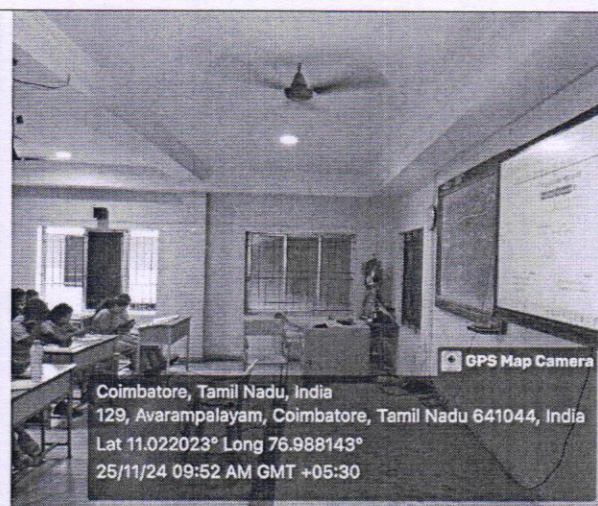 GPS Map Camera
Coimbatore, Tamil Nadu, India
129, Avarampalayam, Coimbatore, Tamil Nadu 641044, India
Lat 11.022023° Long 76.988143°
25/11/24 09:52 AM GMT +05:30